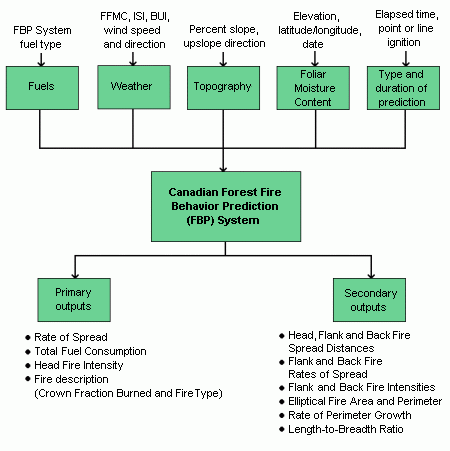 FBP System
fuel type
FFMC, ISI, BUI,
wind speed
and direction
Percent slope,
upslope direction
Elevation,
latitude/longitude,
date
Elapsed time,
point or line
ignition
Fuels
Weather
Topography
Foliar
Moisture
Content
Type and
duration of
prediction
Canadian Forest Fire
Behavior Prediction
(FBP) System
Primary
outputs
● Rate of Spread
● Total Fuel Consumption
● Head Fire Intensity
● Fire description
(Crown Fraction Burned and Fire Type)
Secondary
outputs
● Head, Flank and Back Fire
Spread Distances
● Flank and Back Fire
Rates of Spread
● Flank and Back Fire Intensities
● Elliptical Fire Area and Perimeter
● Rate of Perimeter Growth
● Length-to-Breadth Ratio